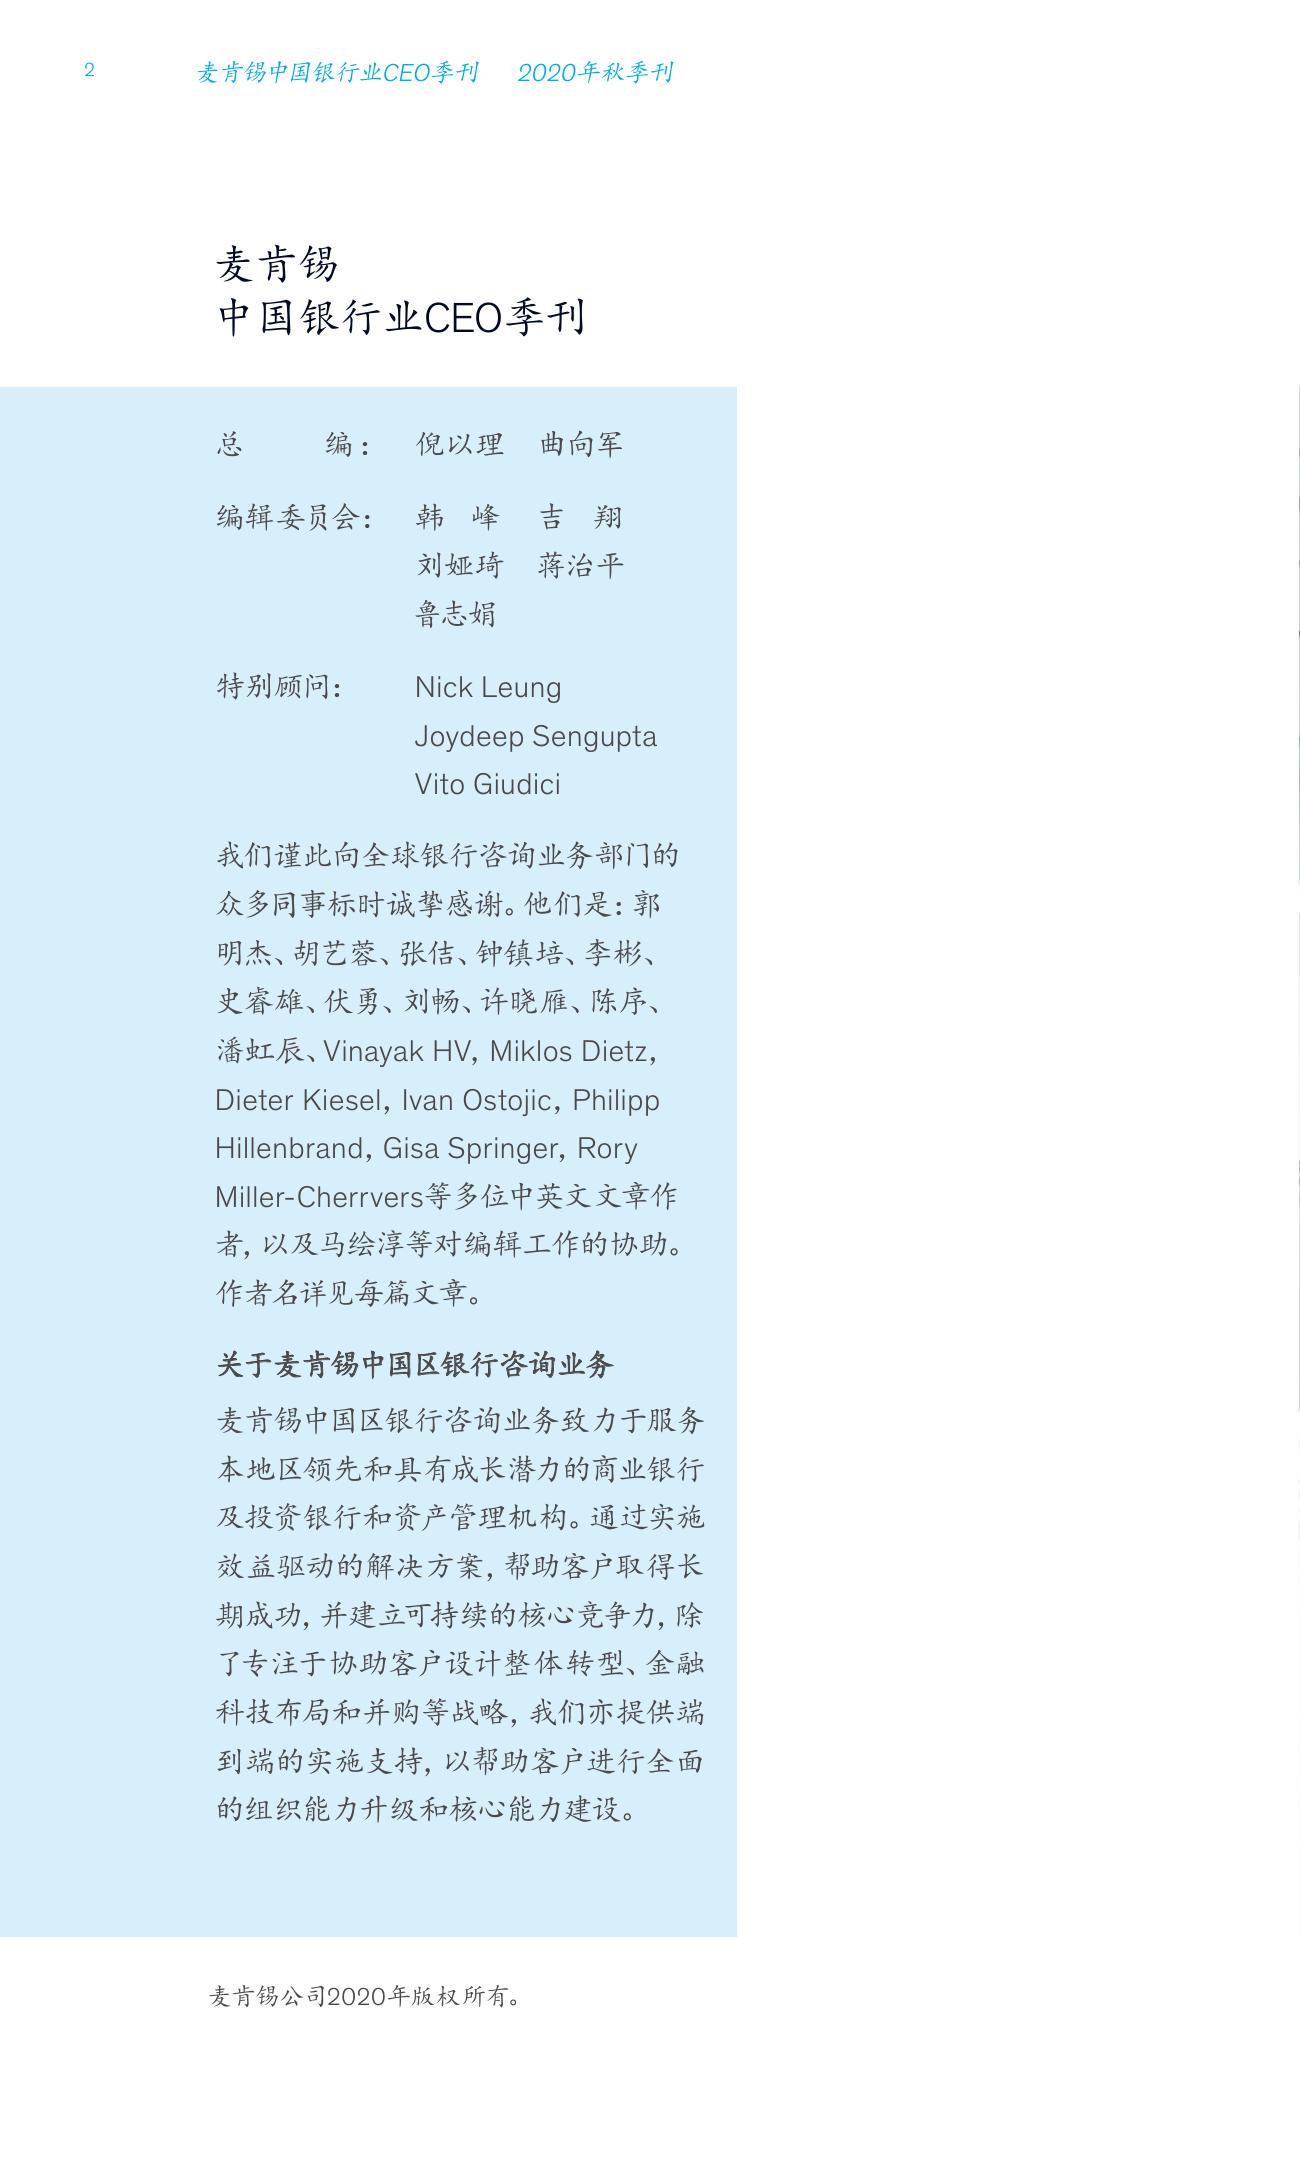 2 麦肯锡中国银行业CEO季刊 2020年秋季刊
麦肯锡
中国银行业CEO季刊
总 编： 倪以理 曲向军
编辑委员会： 韩 峰 吉 翔
刘娅琦 蒋治平
鲁志娟
特别顾问： Nick Leung
Joydeep Sengupta
Vito Giudici
我们谨此向全球银行咨询业务部门的
众多同事标时诚挚感谢。他们是：郭
明杰、胡艺蓉、张佶、钟镇培、李彬、
史睿雄、伏勇、刘畅、许晓雁、陈序、
潘虹辰、Vinayak HV, Miklos Dietz,
Dieter Kiesel, Ivan Ostojic, Philipp
Hillenbrand, Gisa Springer, Rory
Miller-Cherrvers等多位中英文文章作
者，以及马绘淳等对编辑工作的协助。
作者名详见每篇文章。
关于麦肯锡中国区银行咨询业务
麦肯锡中国区银行咨询业务致力于服务
本地区领先和具有成长潜力的商业银行
及投资银行和资产管理机构。通过实施
效益驱动的解决方案，帮助客户取得长
期成功，并建立可持续的核心竞争力，除
了专注于协助客户设计整体转型、金融
科技布局和并购等战略，我们亦提供端
到端的实施支持，以帮助客户进行全面
的组织能力升级和核心能力建设。
麦肯锡公司2020年版权所有。